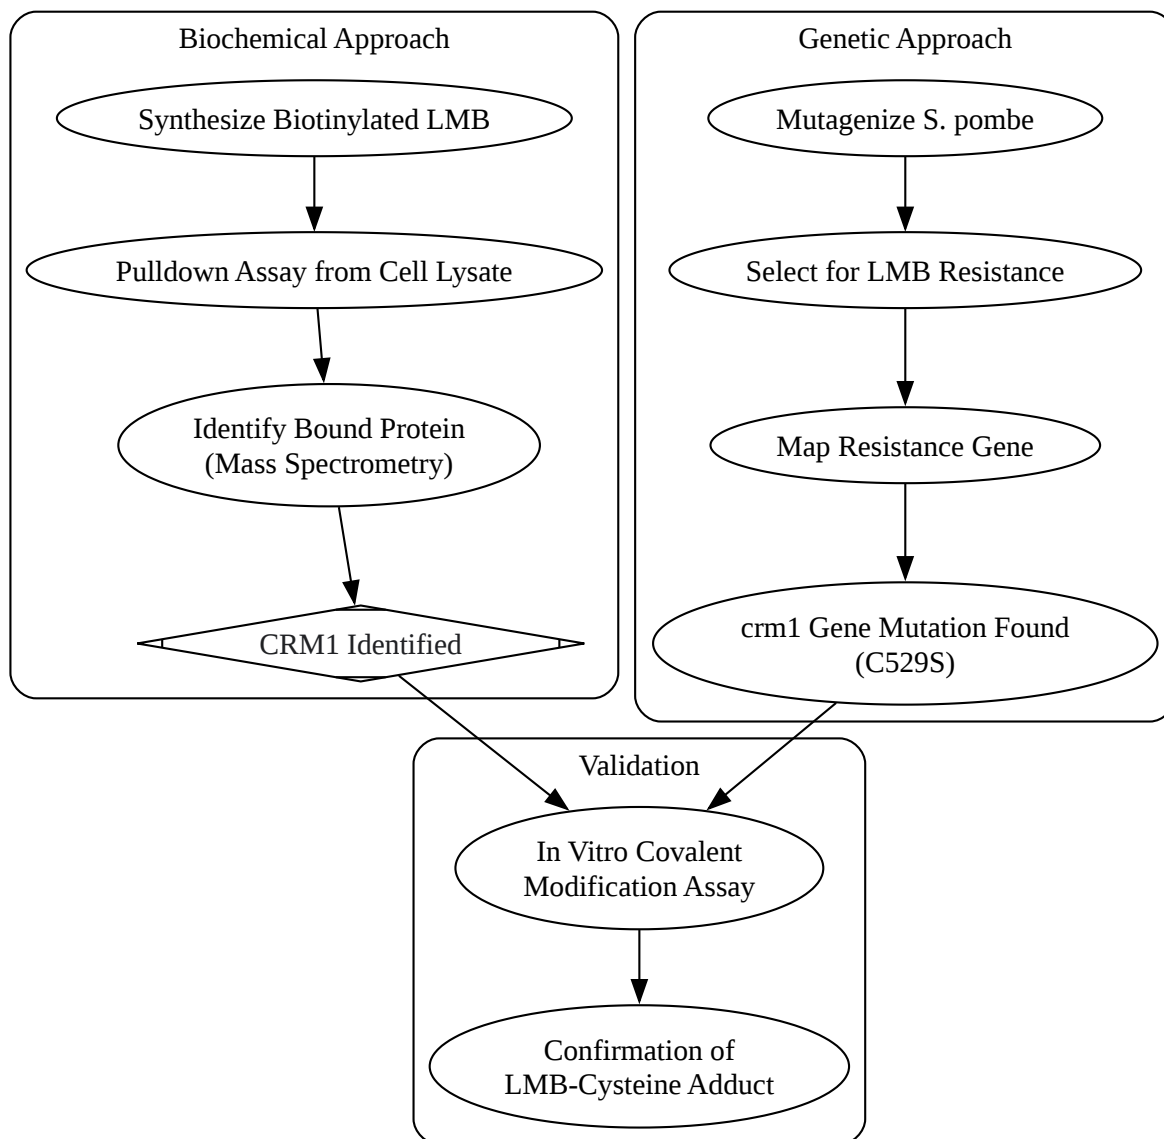 Biochemical Approach
Synthesize Biotinylated LMB
Pulldown Assay from Cell Lysate
Identify Bound Protein
(Mass Spectrometry)
CRM1 Identified
Genetic Approach
Mutagenize S. pombe
Select for LMB Resistance
Map Resistance Gene
crm1 Gene Mutation Found
(C529S)
Validation
In Vitro Covalent
Modification Assay
Confirmation of
LMB-Cysteine Adduct